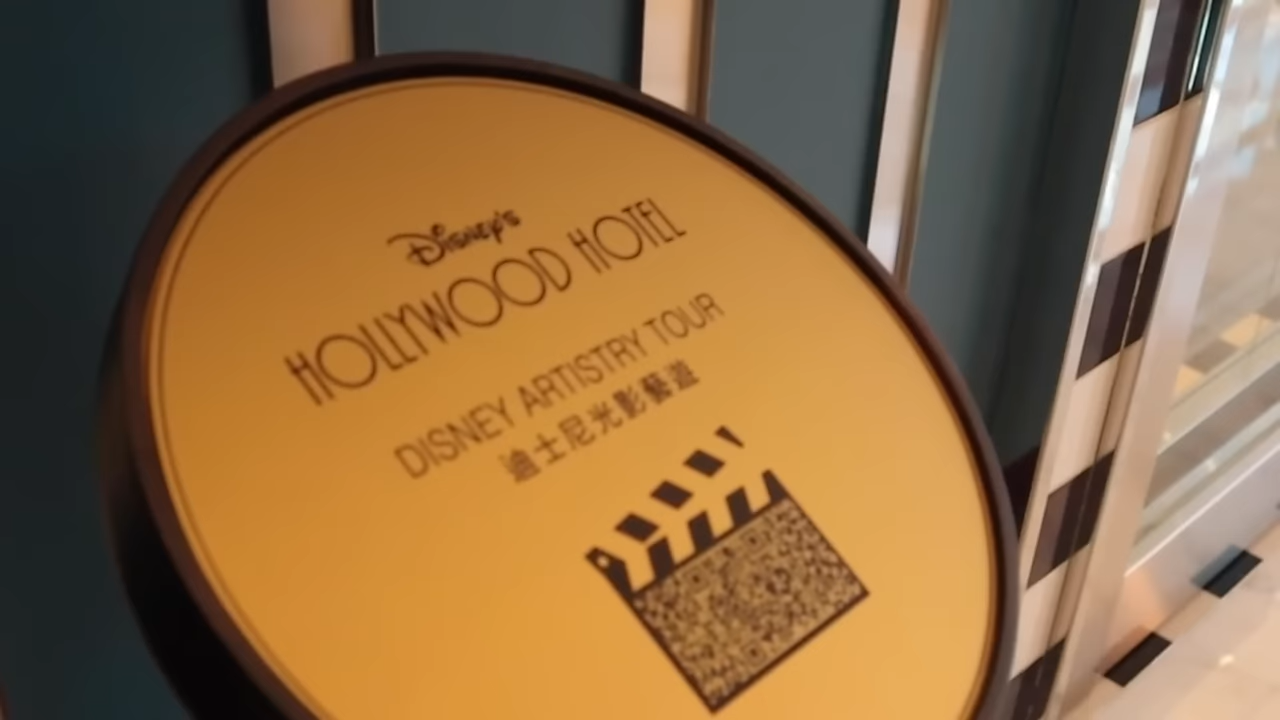 Disney's
HOLLYWOOD HOTEL
DISNEY ARTISTRY TOUR
迪士尼光影藝遊